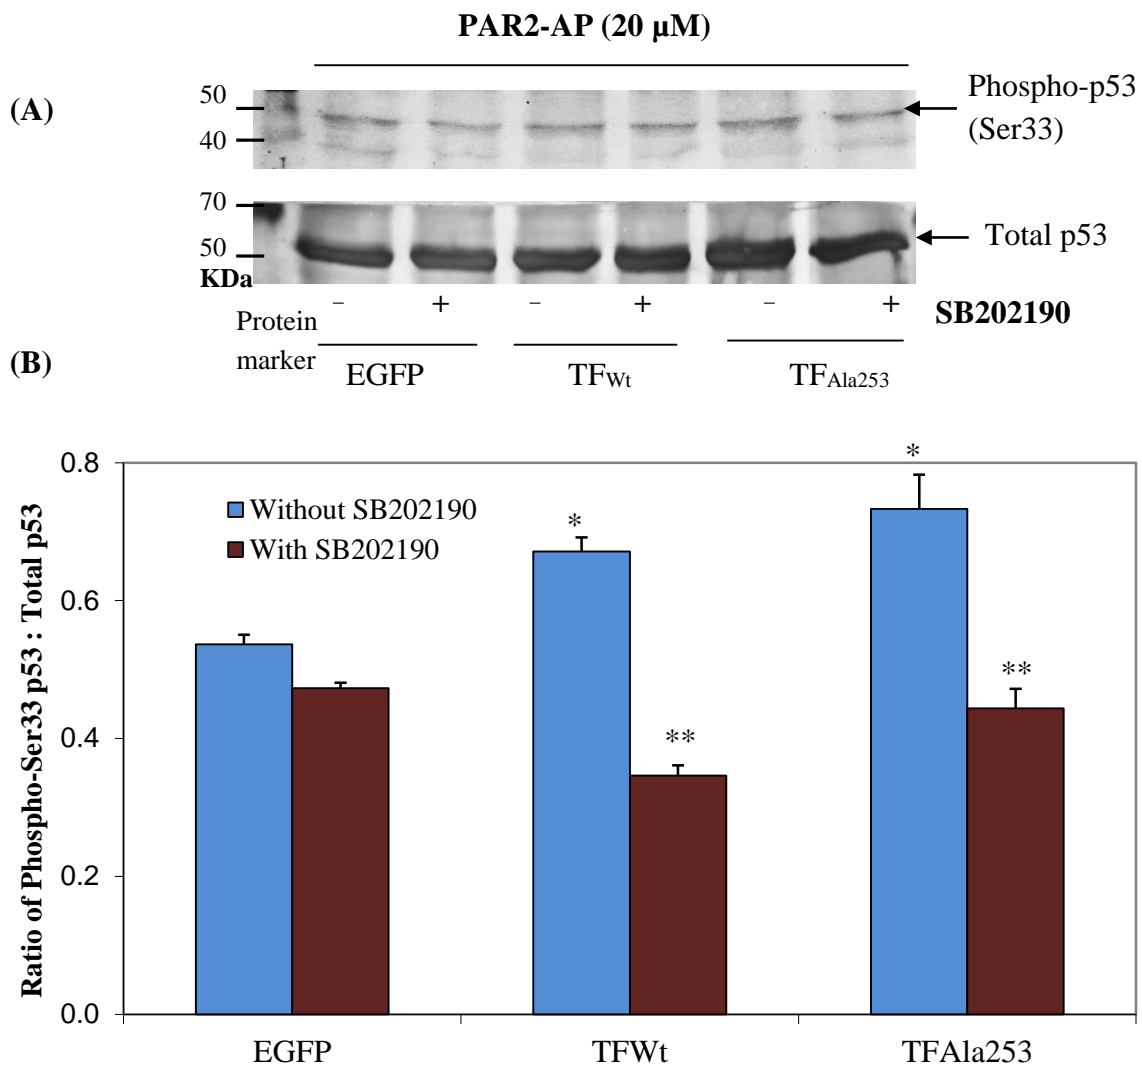 PAR2-AP (20 µM)
(A)
50
40
Phospho-p53
(Ser33)
70
50
KDa
Total p53
- + - + - +
SB202190
Protein
marker
EGFP
TFWt
TFAla253
(B)
Ratio of Phospho-Ser33 p53 : Total p53
0.8
0.6
0.4
0.2
0.0
Without SB202190
With SB202190
*
**
*
**
EGFP
TFWt
TFAla253